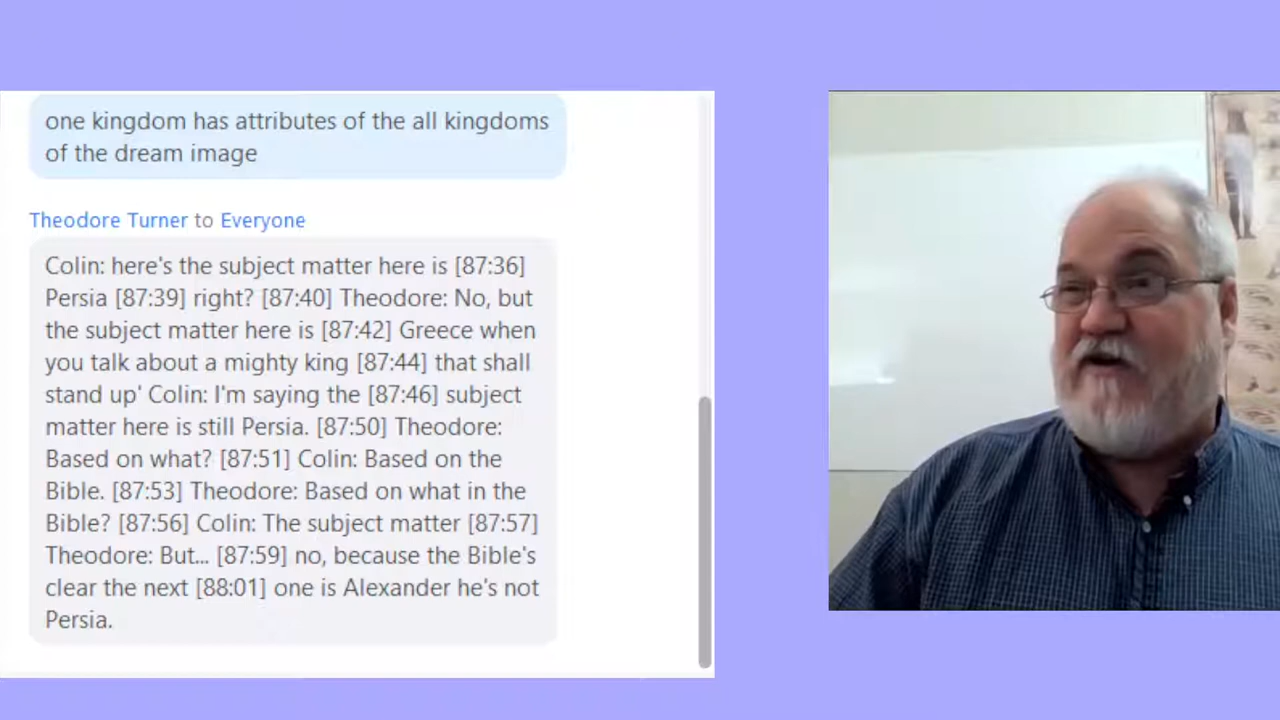 one kingdom has attributes of the all kingdoms
of the dream image
Theodore Turner to Everyone
Colin: here's the subject matter here is [87:36]
Persia [87:39] right? [87:40] Theodore: No, but
the subject matter here is [87:42] Greece when
you talk about a mighty king [87:44] that shall
stand up' Colin: I'm saying the [87:46] subject
matter here is still Persia. [87:50] Theodore:
Based on what? [87:51] Colin: Based on the
Bible. [87:53] Theodore: Based on what in the
Bible? [87:56] Colin: The subject matter [87:57]
Theodore: But... [87:59] no, because the Bible's
clear the next [88:01] one is Alexander he's not
Persia.